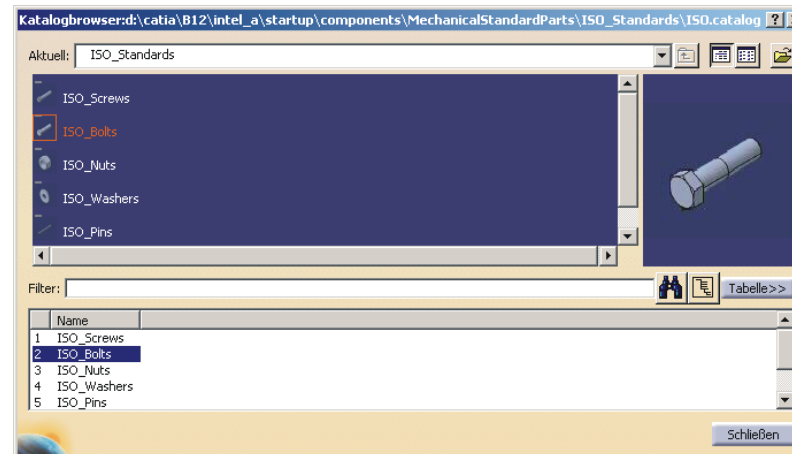 Katalogbrowser:d:\catia\B12\intel_a\startup\components\MechanicalStandardParts\ISO_Standards\ISO.catalog
Aktuell: ISO_Standards
ISO_Screws
ISO_Bolts
ISO_Nuts
ISO_Washers
ISO_Pins
Filter: Tabelle>>
Name
1 ISO_Screws
2 ISO_Bolts
3 ISO_Nuts
4 ISO_Washers
5 ISO_Pins
Schließen